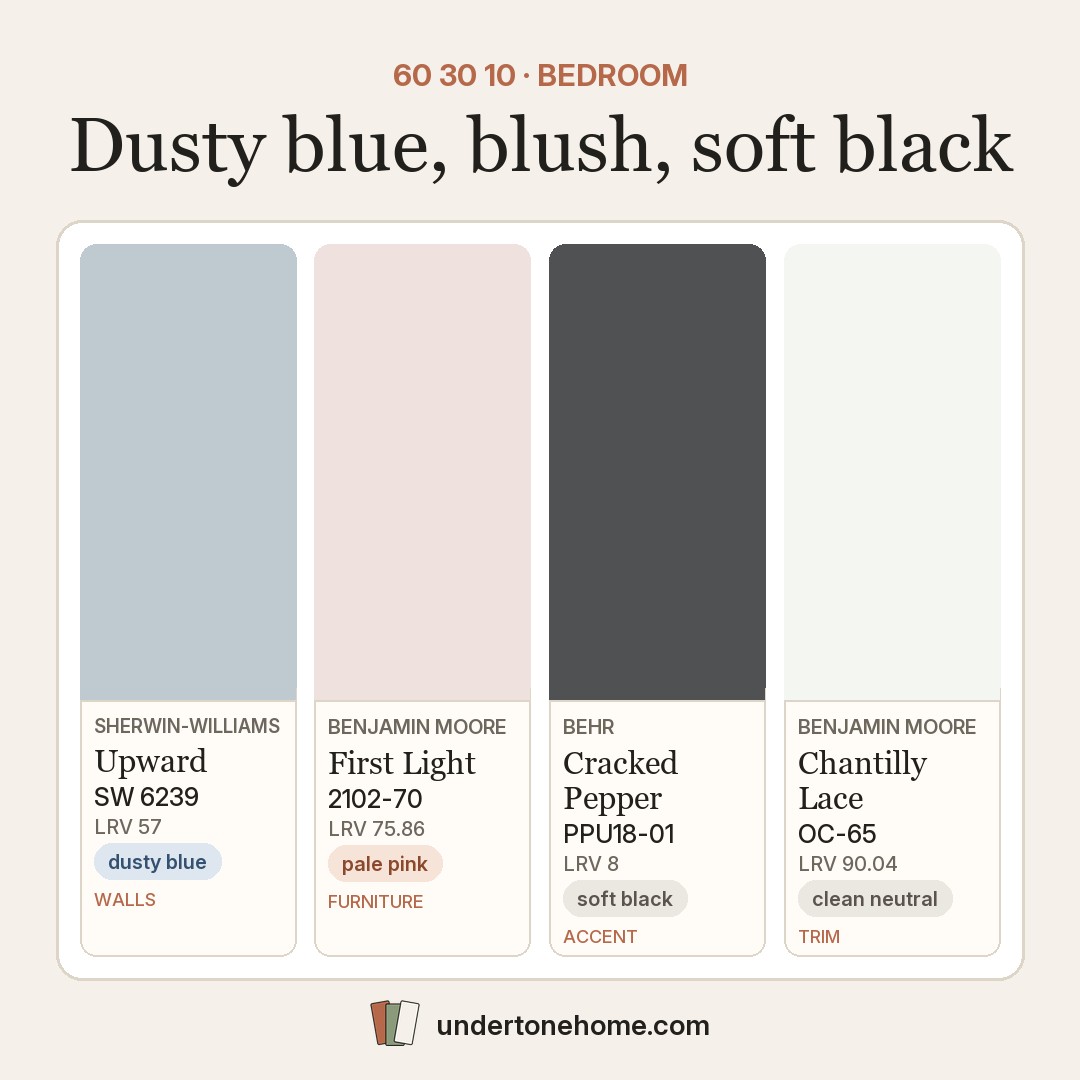 60 30 10 · BEDROOM
Dusty blue, blush, soft black
SHERWIN-WILLIAMS
Upward
SW 6239
LRV 57
dusty blue
WALLS
BENJAMIN MOORE
First Light
2102-70
LRV 75.86
pale pink
FURNITURE
BEHR
Cracked
Pepper
PPU18-01
LRV 8
soft black
ACCENT
BENJAMIN MOORE
Chantilly
Lace
OC-65
LRV 90.04
clean neutral
TRIM
undertonehome.com